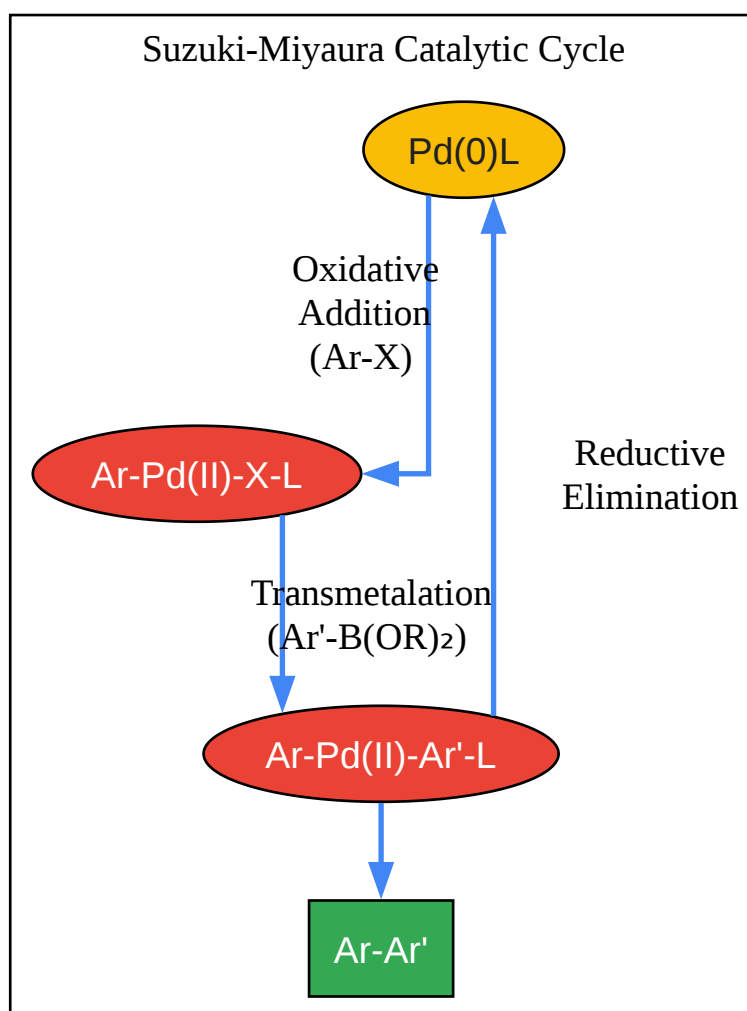 Suzuki-Miyaura Catalytic Cycle
Pd(0)L
Oxidative
Addition
(Ar-X)
Ar-Pd(II)-X-L
Reductive
Elimination
Transmetalation
(Ar'-B(OR)₂)
Ar-Pd(II)-Ar'-L
Ar-Ar'